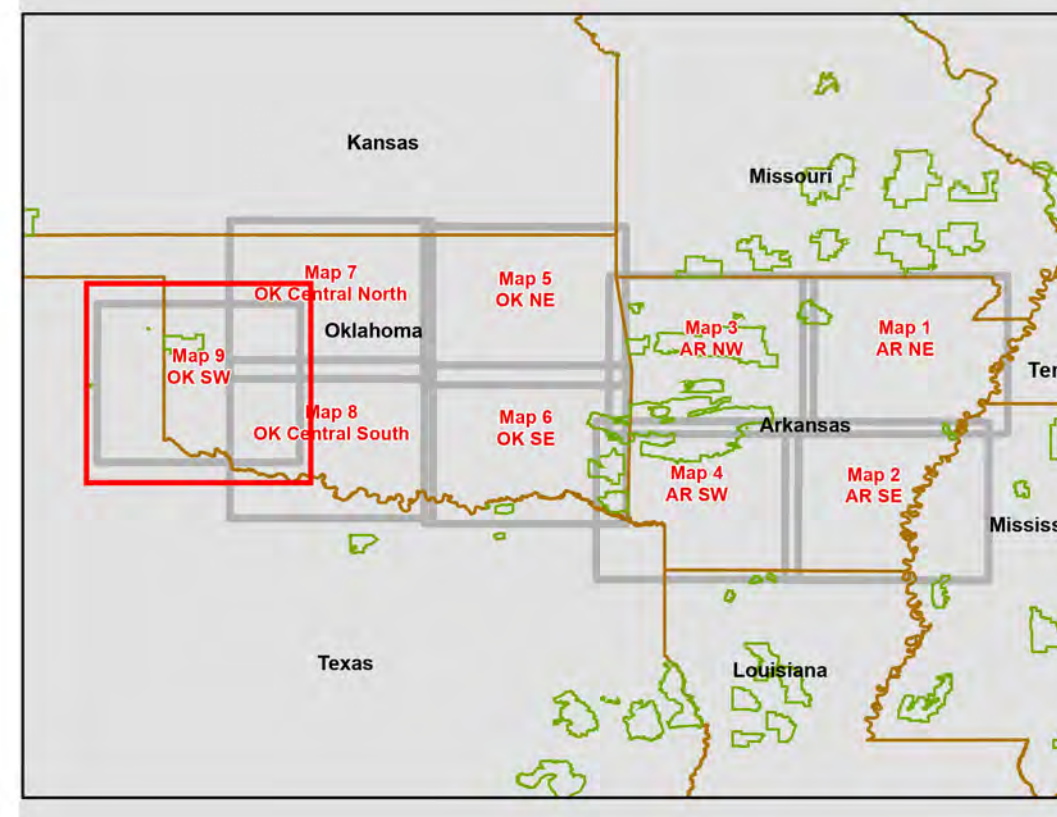 Kansas
Missouri
Map 7
OK Central North
Map 5
OK NE
Oklahoma
Map 3
AR NW
Map 1
AR NE
Map 9
OK SW
Ter
Map 8
OK Central South
Map 6
OK SE
Arkansas
Map 4
AR SW
Map 2
AR SE
Mississ
Texas
Louisiana